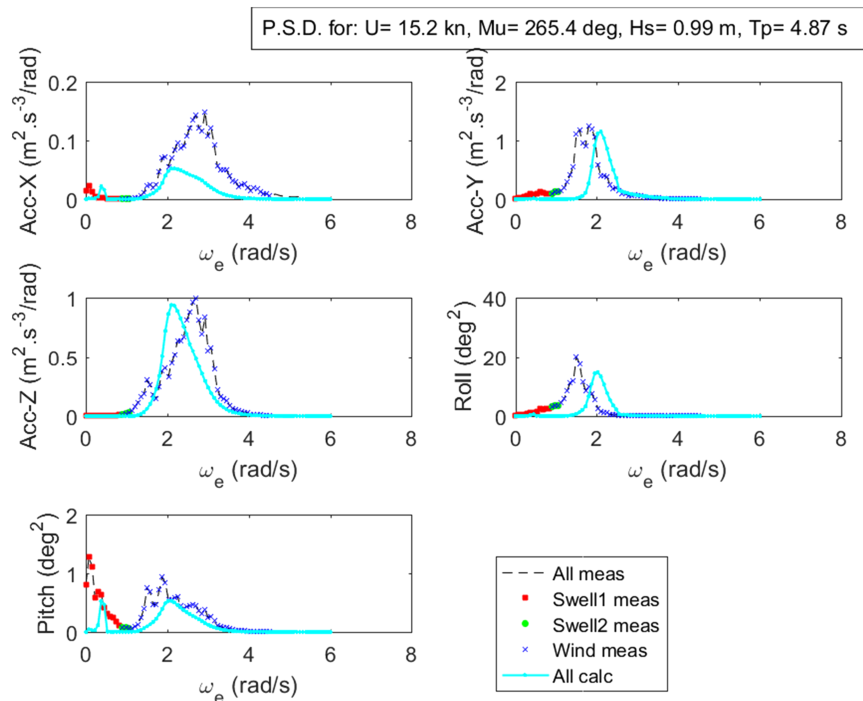 P.S.D. for: U= 15.2 kn, Mu= 265.4 deg, Hs= 0.99 m, Tp= 4.87 s
Acc-X (m².s⁻³/rad)
0.2
0.1
0
0 2 4 6 8
ωₑ (rad/s)
Acc-Y (m².s⁻³/rad)
2
1
0
0 2 4 6 8
ωₑ (rad/s)
Acc-Z (m².s⁻³/rad)
1
0.5
0
0 2 4 6 8
ωₑ (rad/s)
Roll (deg²)
40
20
0
0 2 4 6 8
ωₑ (rad/s)
Pitch (deg²)
2
1
0
0 2 4 6 8
ωₑ (rad/s)
All meas
Swell1 meas
Swell2 meas
Wind meas
All calc